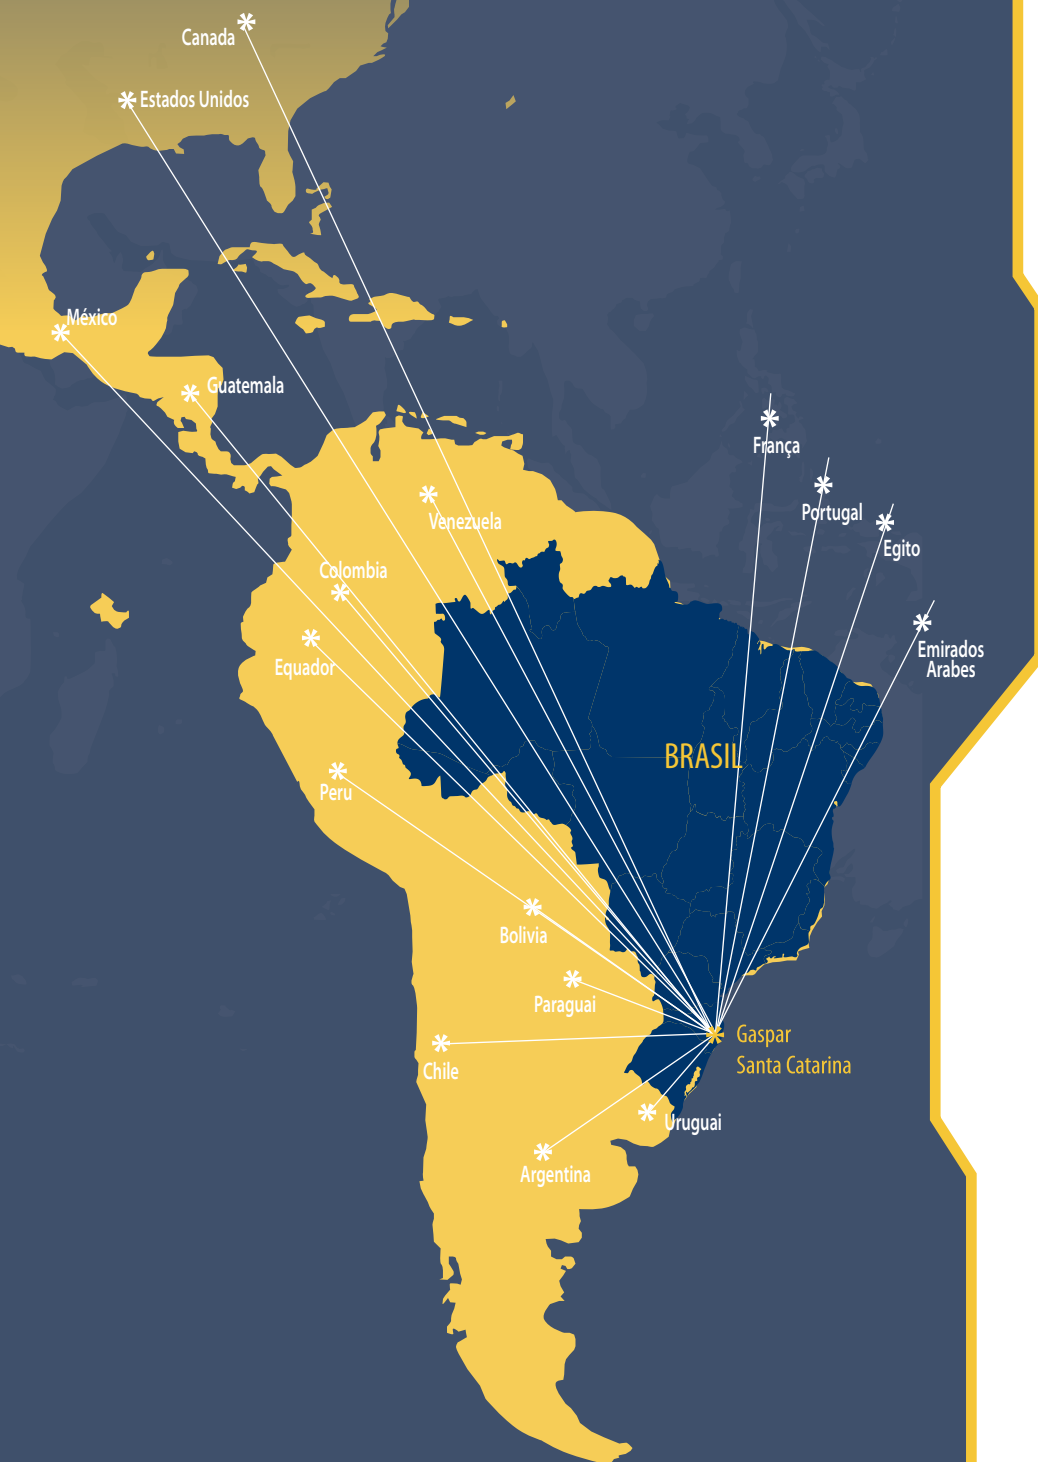 Canada
Estados Unidos
México
Guatemala
França
Portugal
Venezuela
Egito
Colombia
Emirados
Arabes
Equador
BRASIL
Peru
Bolivia
Paraguai
Gaspar
Santa Catarina
Chile
Uruguai
Argentina